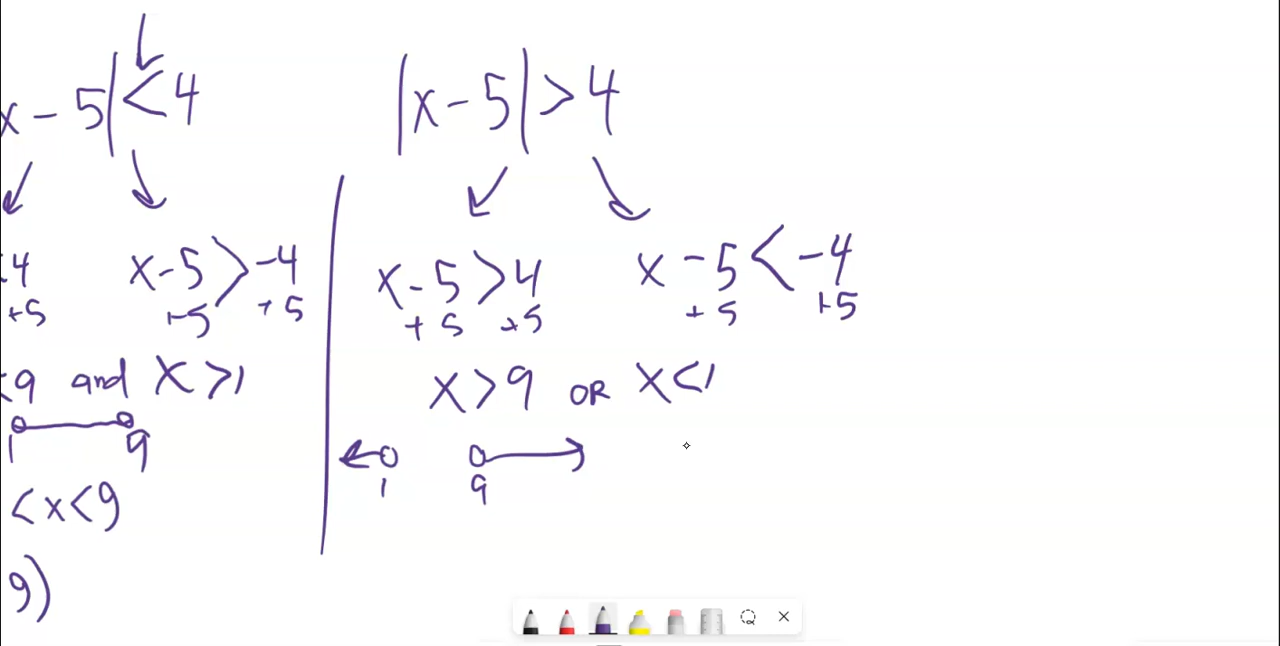 x - 5| < 4
4
+5
x - 5 > -4
+5 +5
<9 and x > 1
1 9
< x < 9
9)
|x - 5| > 4
x - 5 > 4
+5 +5
x - 5 < -4
+5 +5
x > 9 OR x < 1
1 9